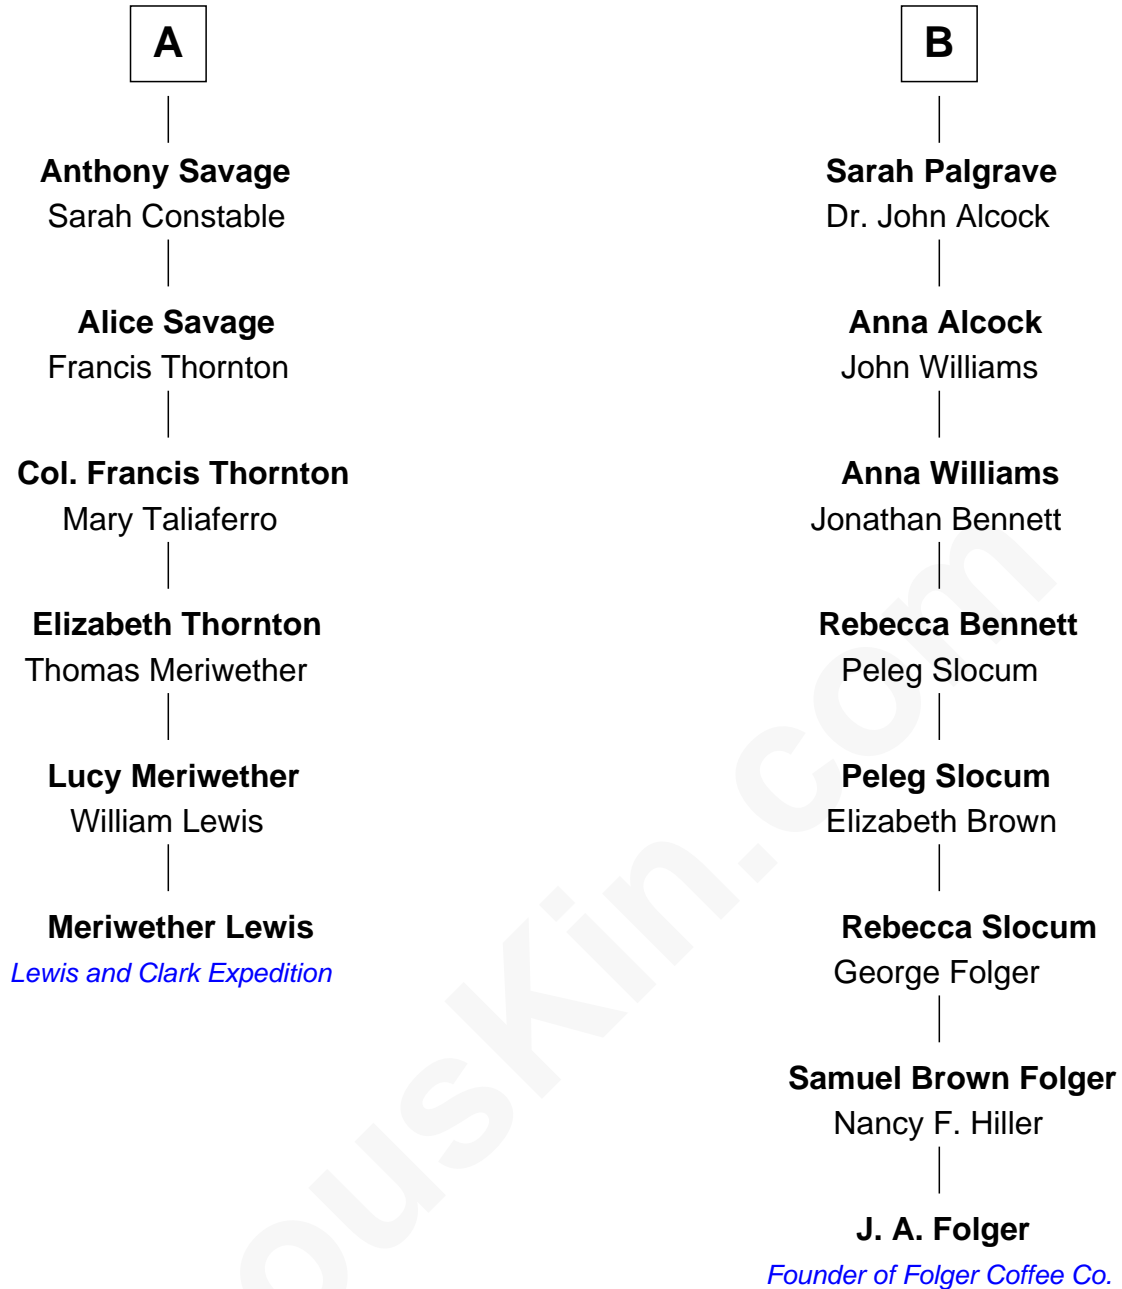 A
Anthony Savage
Sarah Constable
Alice Savage
Francis Thornton
Col. Francis Thornton
Mary Taliaferro
Elizabeth Thornton
Thomas Meriwether
Lucy Meriwether
William Lewis
Meriwether Lewis
Lewis and Clark Expedition
B
Sarah Palgrave
Dr. John Alcock
Anna Alcock
John Williams
Anna Williams
Jonathan Bennett
Rebecca Bennett
Peleg Slocum
Peleg Slocum
Elizabeth Brown
Rebecca Slocum
George Folger
Samuel Brown Folger
Nancy F. Hiller
J. A. Folger
Founder of Folger Coffee Co.
ousKin.com